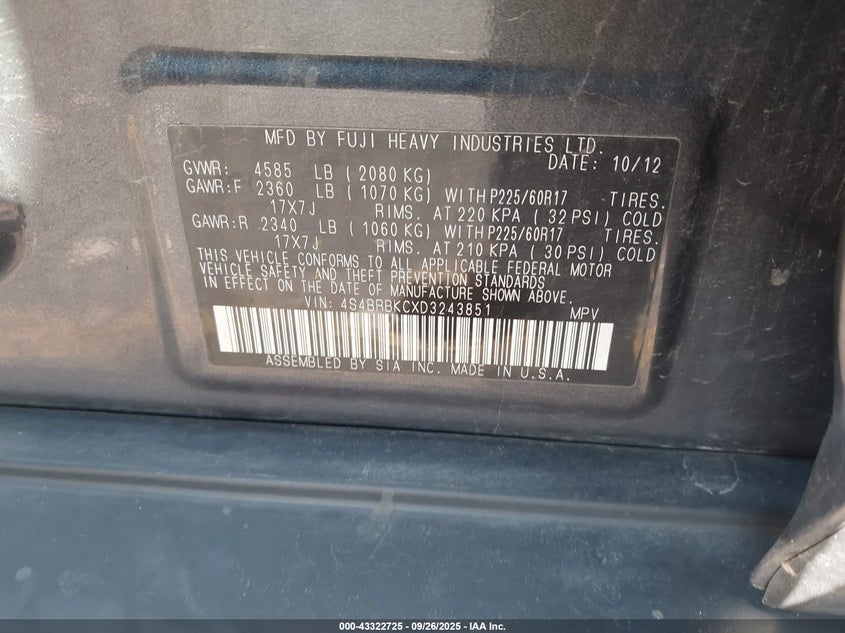 MFD BY FUJI HEAVY INDUSTRIES LTD.
DATE: 10/12
GVWR: 4585 LB ( 2080 KG)
GAWR:F 2360 LB ( 1070 KG) WITH P225/60R17 TIRES.
17X7J RIMS. AT 220 KPA ( 32 PSI) COLD
GAWR:R 2340 LB ( 1060 KG) WITH P225/60R17 TIRES.
17X7J RIMS. AT 210 KPA ( 30 PSI) COLD
THIS VEHICLE CONFORMS TO ALL APPLICABLE FEDERAL MOTOR
VEHICLE SAFETY AND THEFT PREVENTION STANDARDS
IN EFFECT ON THE DATE OF MANUFACTURE SHOWN ABOVE.
VIN: 4S4BRBKCXD3243851 MPV
ASSEMBLED BY SIA INC. MADE IN U.S.A.
000-43322725 - 09/26/2025 - IAA Inc.